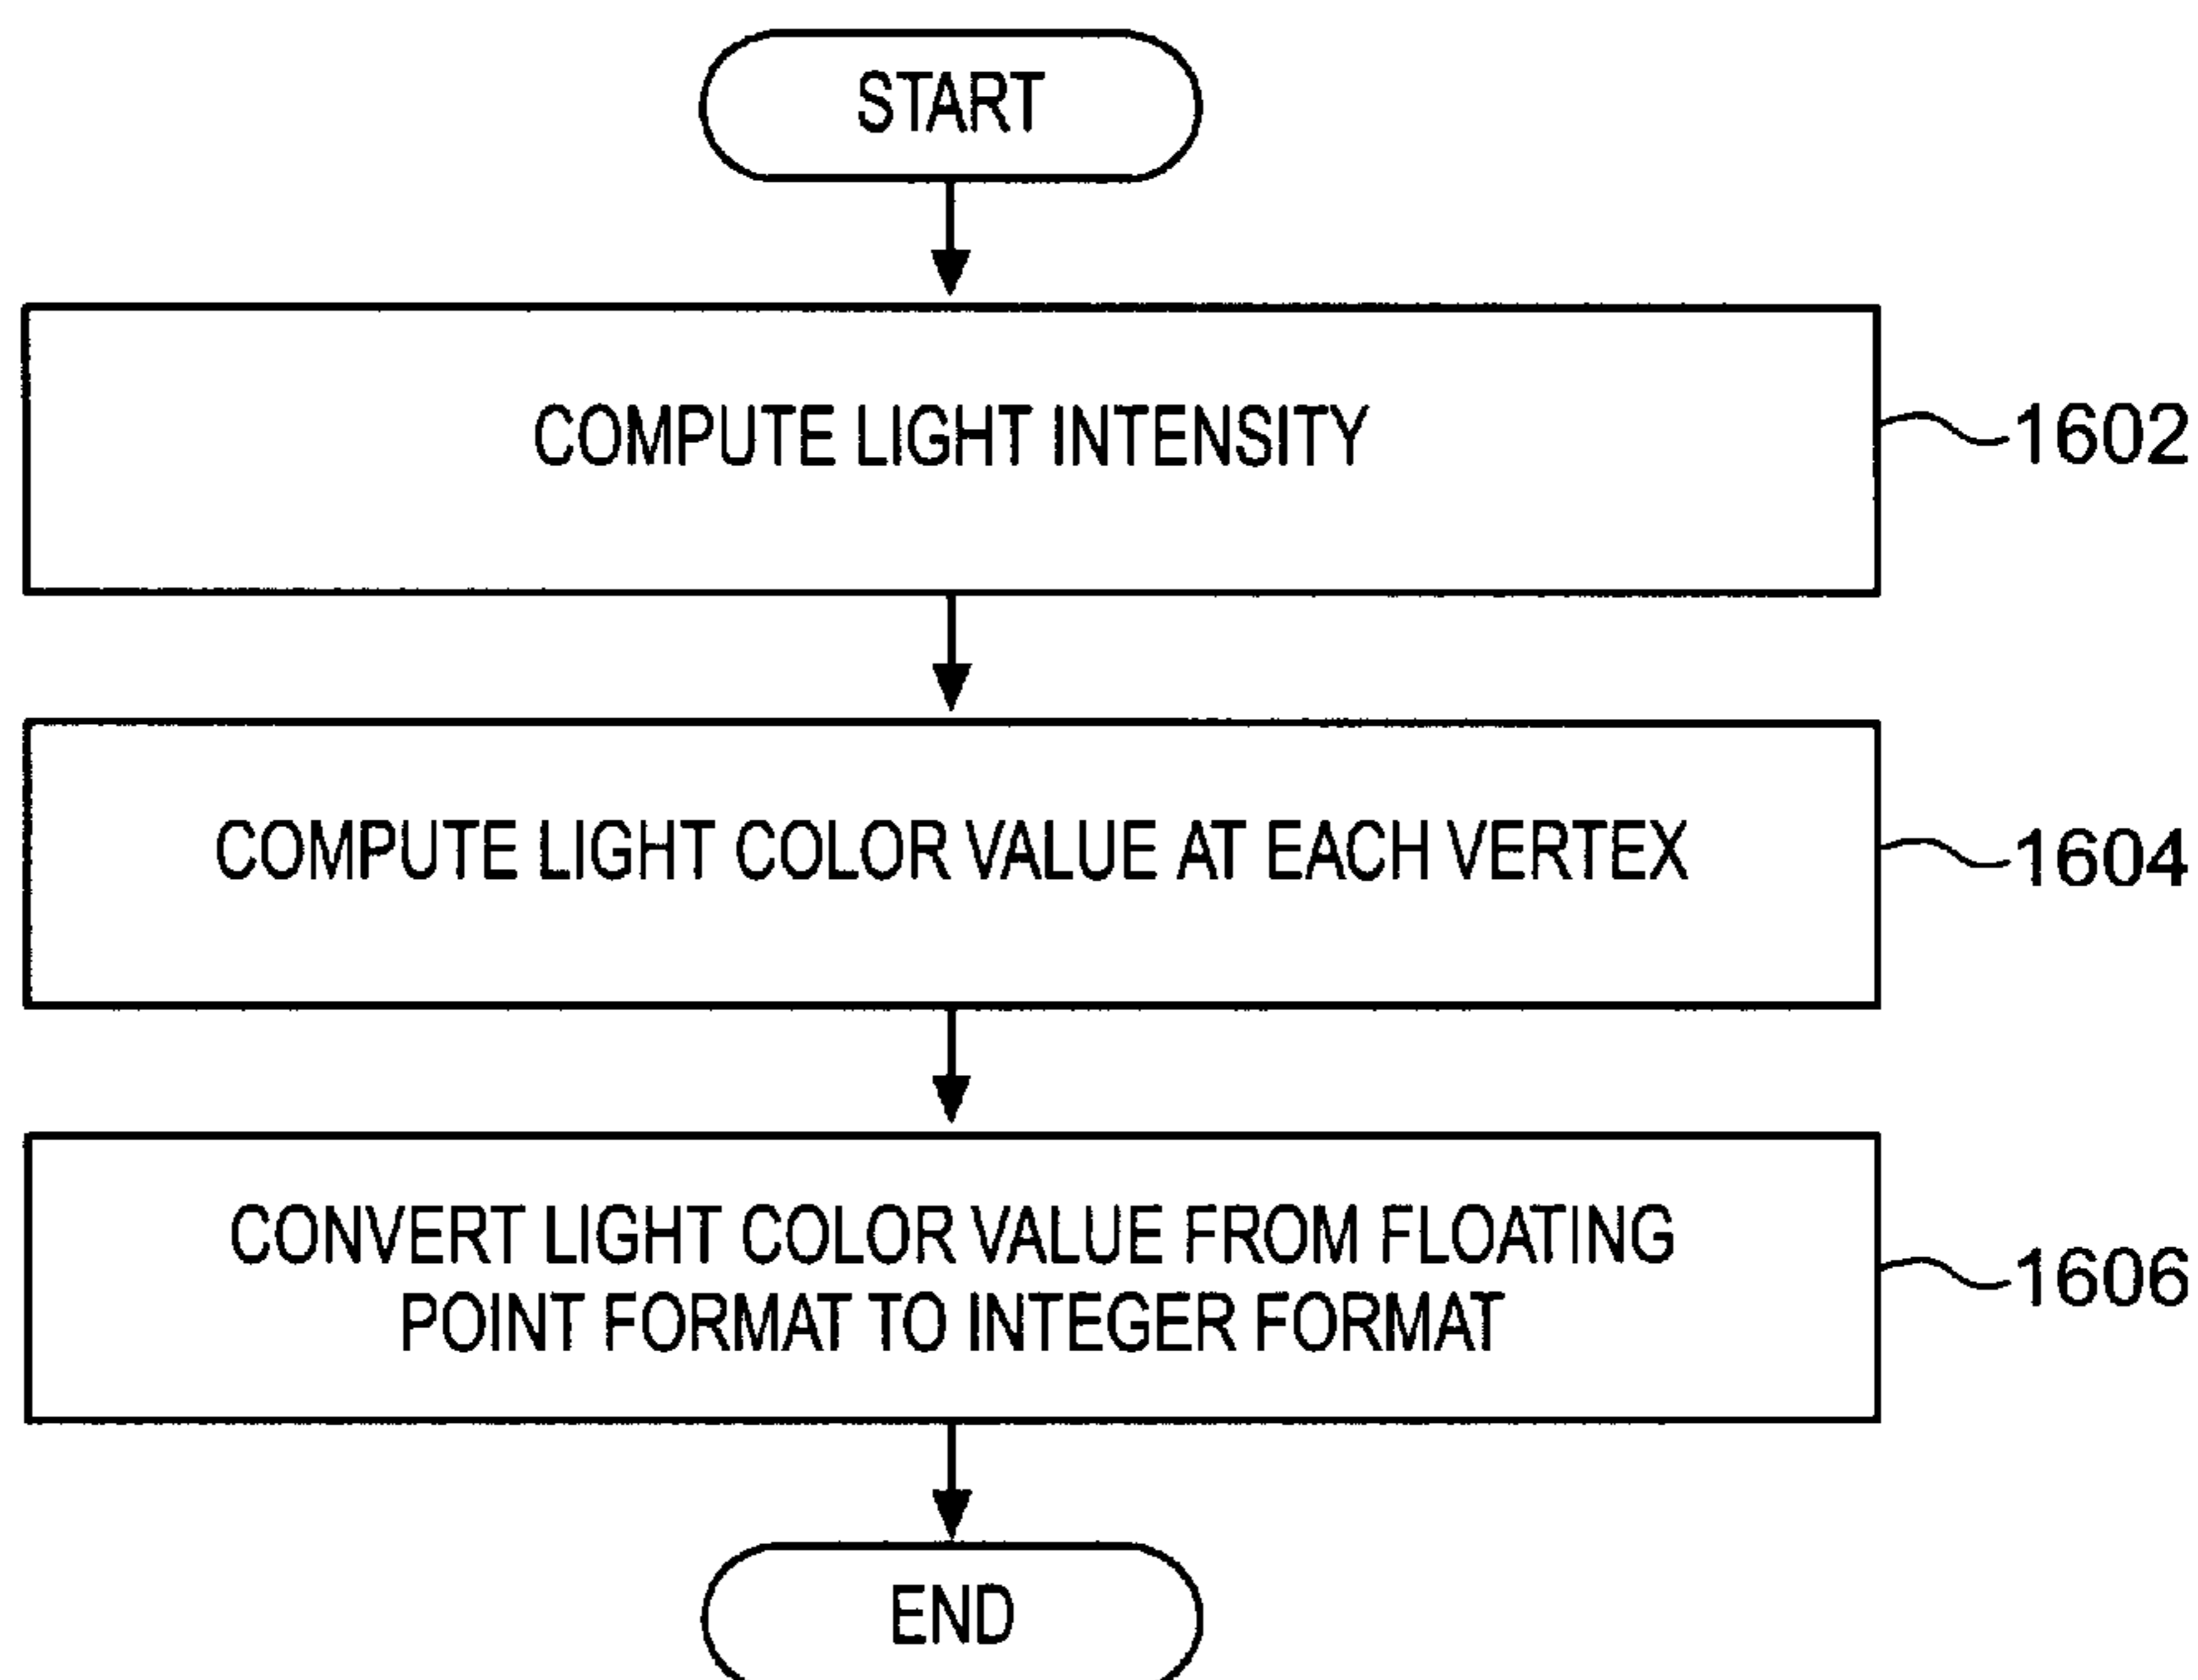 START
COMPUTE LIGHT INTENSITY
1602
COMPUTE LIGHT COLOR VALUE AT EACH VERTEX
1604
CONVERT LIGHT COLOR VALUE FROM FLOATING
POINT FORMAT TO INTEGER FORMAT
1606
END